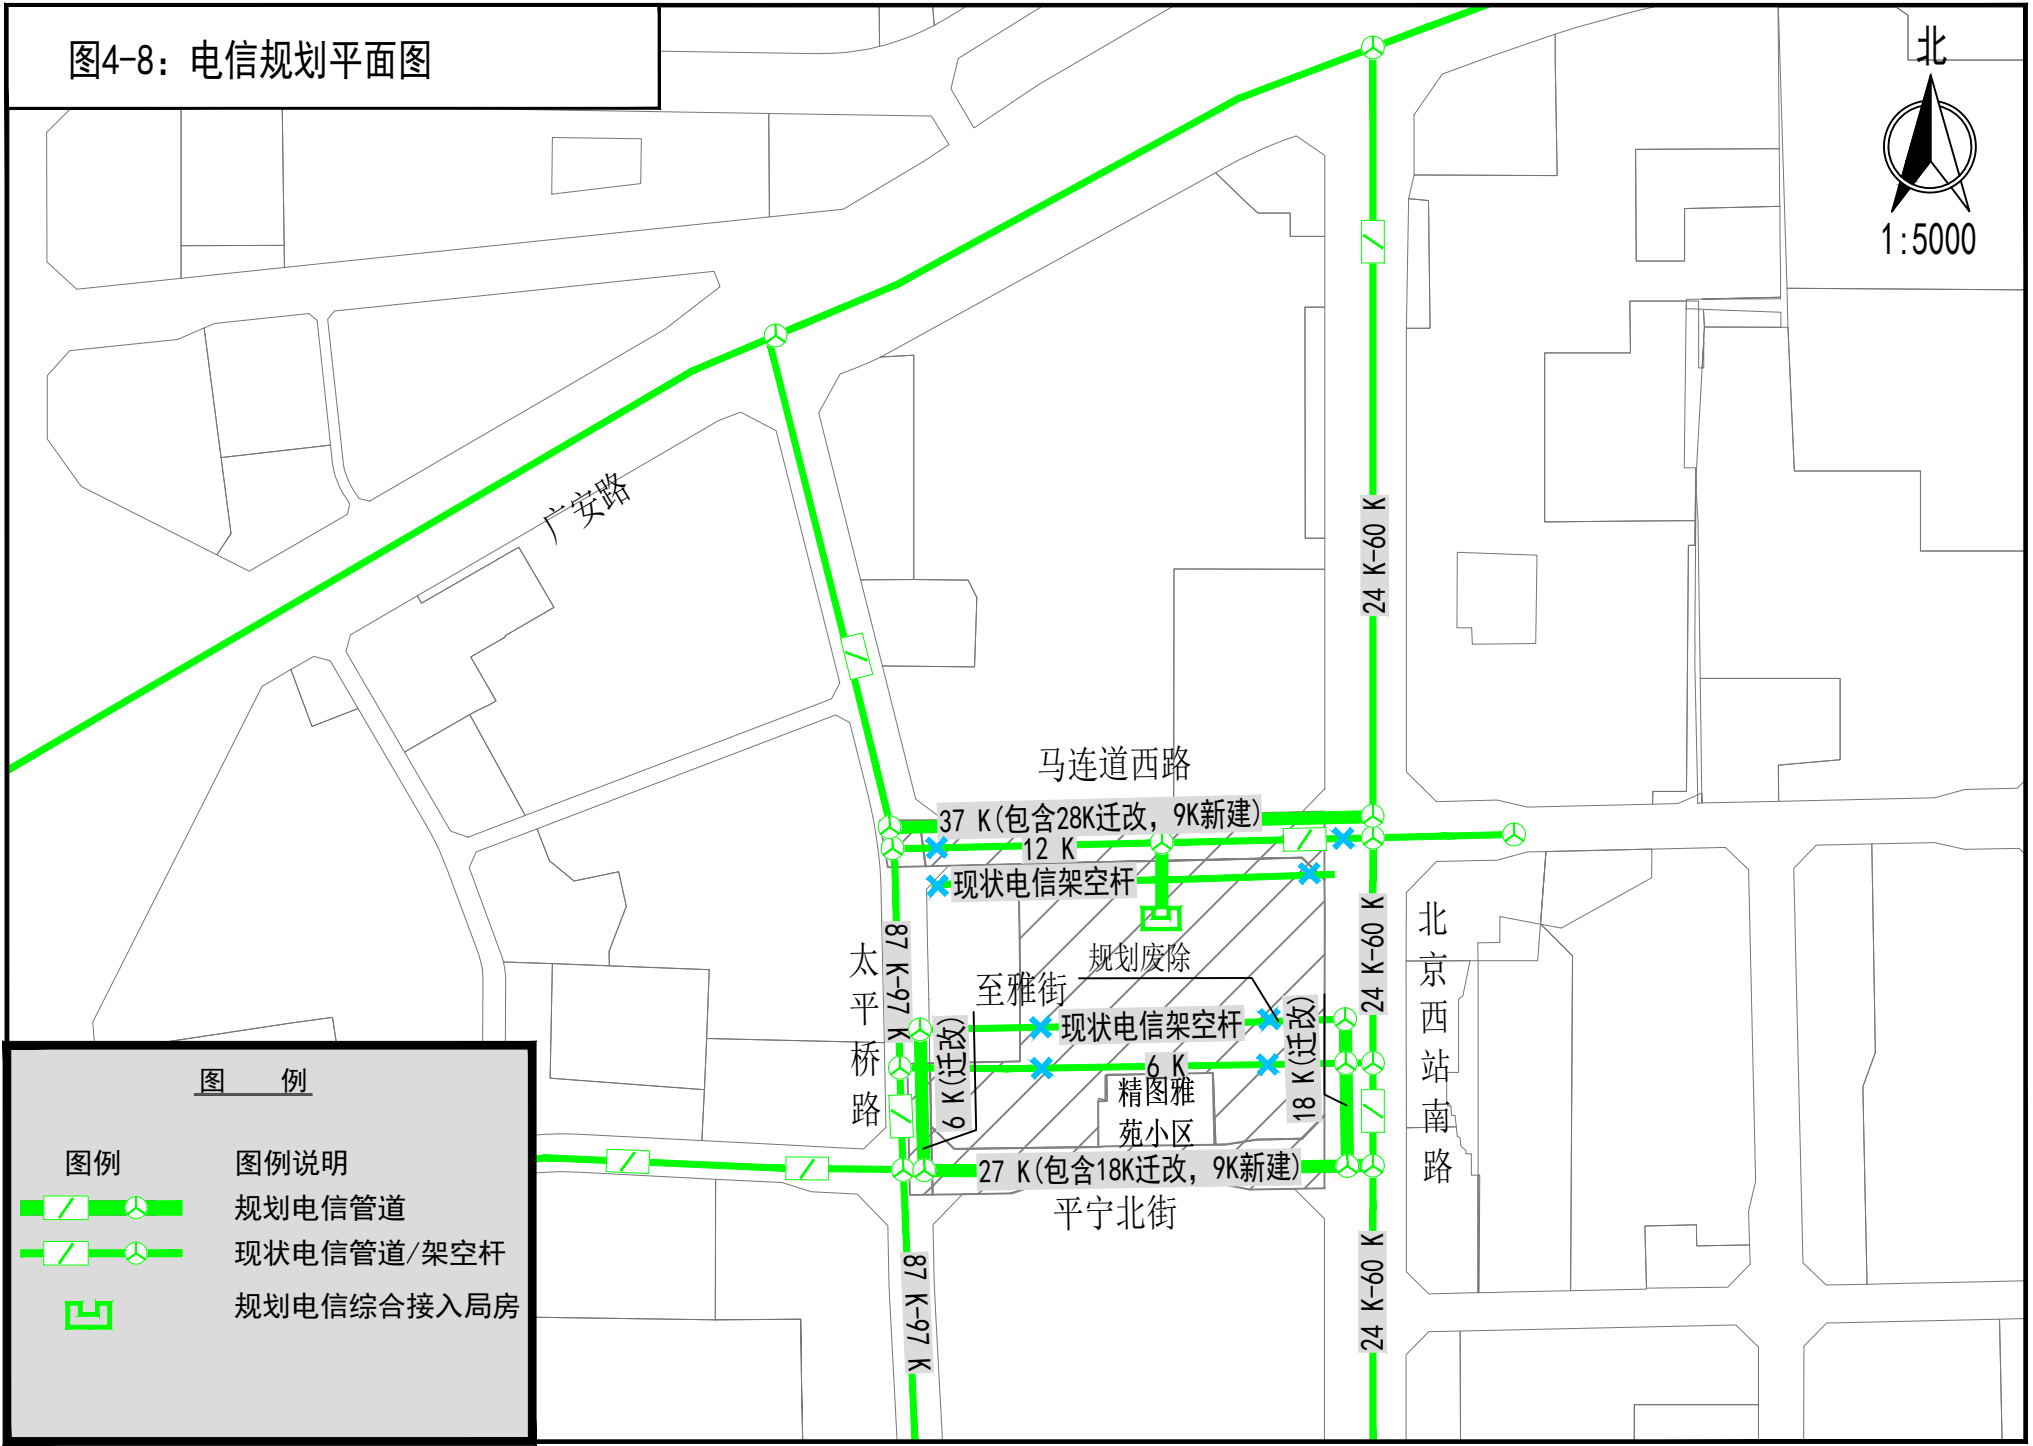 图4-8：电信规划平面图
北
1:5000
广安路
24 K-60 K
马连道西路
37 K(包含28K迁改，9K新建)
12 K
现状电信架空杆
87 K-97 K
24 K-60 K
太平桥路
北京西站南路
规划废除
至雅街
现状电信架空杆
6 K(迁改)
18 K(迁改)
6 K
精图雅
苑小区
27 K(包含18K迁改，9K新建)
平宁北街
87 K-97 K
24 K-60 K
图 例
图例 图例说明
规划电信管道
现状电信管道/架空杆
规划电信综合接入局房